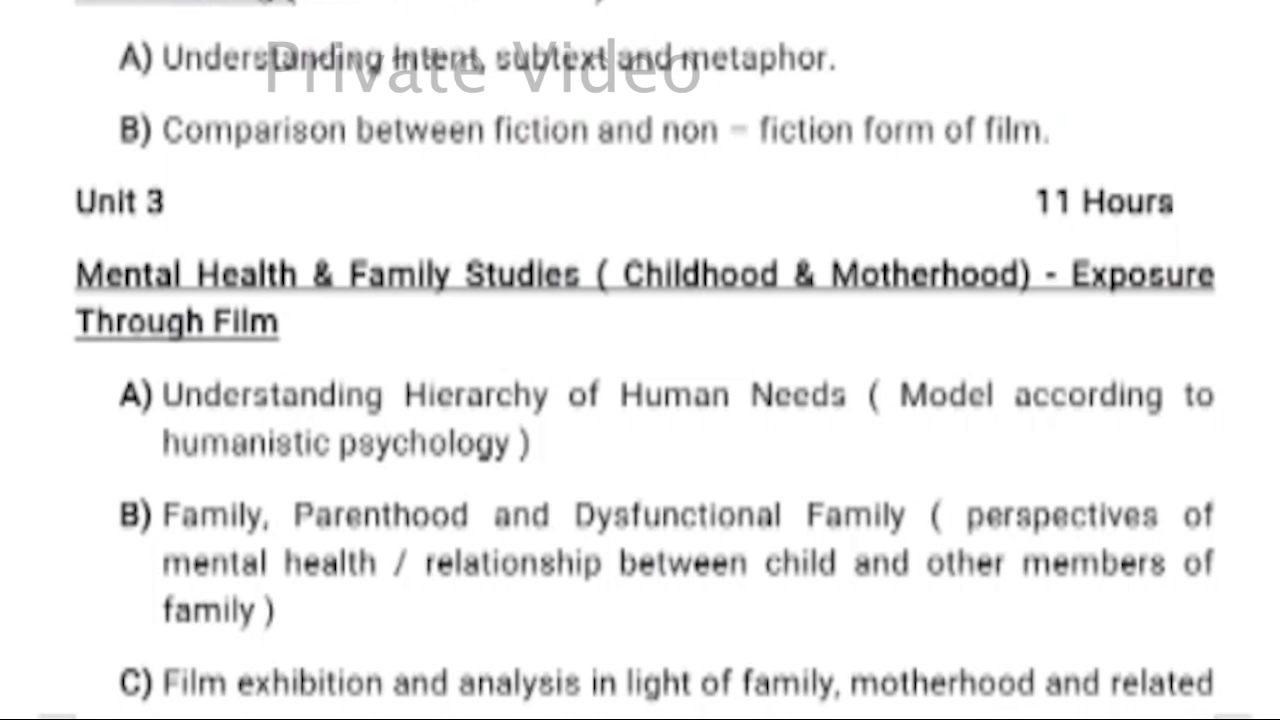 A) Understanding Intent, subtext and metaphor.
Private Video
B) Comparison between fiction and non – fiction form of film.
Unit 3 11 Hours
Mental Health & Family Studies ( Childhood & Motherhood) - Exposure
Through Film
A) Understanding Hierarchy of Human Needs ( Model according to
humanistic psychology )
B) Family, Parenthood and Dysfunctional Family ( perspectives of
mental health / relationship between child and other members of
family )
C) Film exhibition and analysis in light of family, motherhood and related